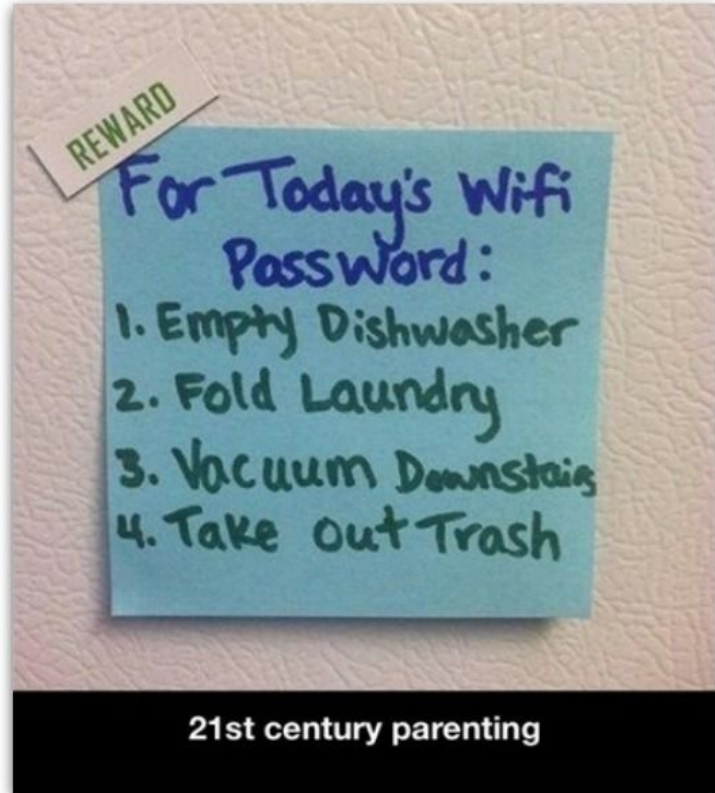 REWARD
For Today's Wifi
Password:
1. Empty Dishwasher
2. Fold Laundry
3. Vacuum Downstairs
4. Take Out Trash
21st century parenting